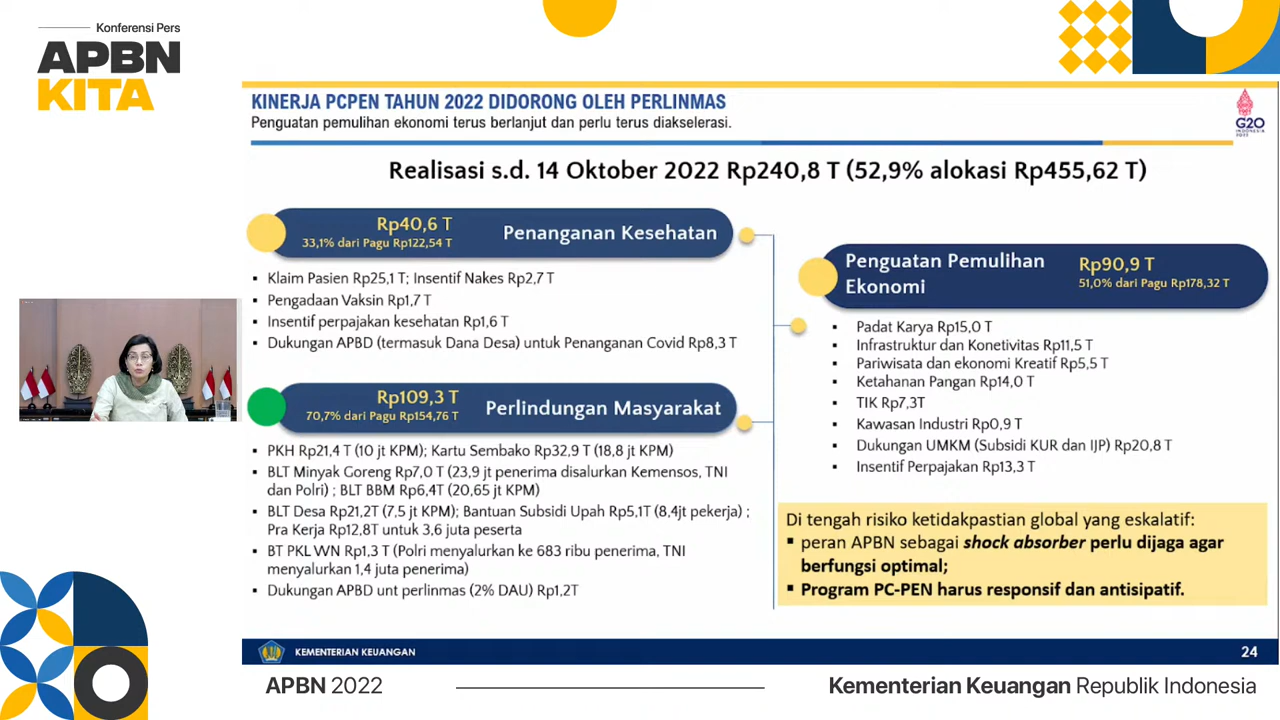 Konferensi Pers
APBN
KITA
KINERJA PCPEN TAHUN 2022 DIDORONG OLEH PERLINMAS
Penguatan pemulihan ekonomi terus berlanjut dan perlu terus diakselerasi.
G20
INDONESIA
2022
Realisasi s.d. 14 Oktober 2022 Rp240,8 T (52,9% alokasi Rp455,62 T)
Rp40,6 T
33,1% dari Pagu Rp122,54 T
Penanganan Kesehatan
▪ Klaim Pasien Rp25,1 T; Insentif Nakes Rp2,7 T
▪ Pengadaan Vaksin Rp1,7 T
▪ Insentif perpajakan kesehatan Rp1,6 T
▪ Dukungan APBD (termasuk Dana Desa) untuk Penanganan Covid Rp8,3 T
Rp109,3 T
70,7% dari Pagu Rp154,76 T
Perlindungan Masyarakat
▪ PKH Rp21,4 T (10 jt KPM); Kartu Sembako Rp32,9 T (18,8 jt KPM)
▪ BLT Minyak Goreng Rp7,0 T (23,9 jt penerima disalurkan Kemensos, TNI
dan Polri) ; BLT BBM Rp6,4T (20,65 jt KPM)
▪ BLT Desa Rp21,2T (7,5 jt KPM); Bantuan Subsidi Upah Rp5,1T (8,4jt pekerja) ;
Pra Kerja Rp12,8T untuk 3,6 juta peserta
▪ BT PKL WN Rp1,3 T (Polri menyalurkan ke 683 ribu penerima, TNI
menyalurkan 1,4 juta penerima)
▪ Dukungan APBD unt perlinmas (2% DAU) Rp1,2T
Penguatan Pemulihan
Ekonomi
Rp90,9 T
51,0% dari Pagu Rp178,32 T
▪ Padat Karya Rp15,0 T
▪ Infrastruktur dan Konetivitas Rp11,5 T
▪ Pariwisata dan ekonomi Kreatif Rp5,5 T
▪ Ketahanan Pangan Rp14,0 T
▪ TIK Rp7,3T
▪ Kawasan Industri Rp0,9 T
▪ Dukungan UMKM (Subsidi KUR dan IJP) Rp20,8 T
▪ Insentif Perpajakan Rp13,3 T
Di tengah risiko ketidakpastian global yang eskalatif:
▪ peran APBN sebagai shock absorber perlu dijaga agar
berfungsi optimal;
▪ Program PC-PEN harus responsif dan antisipatif.
KEMENTERIAN KEUANGAN
24
APBN 2022
Kementerian Keuangan Republik Indonesia